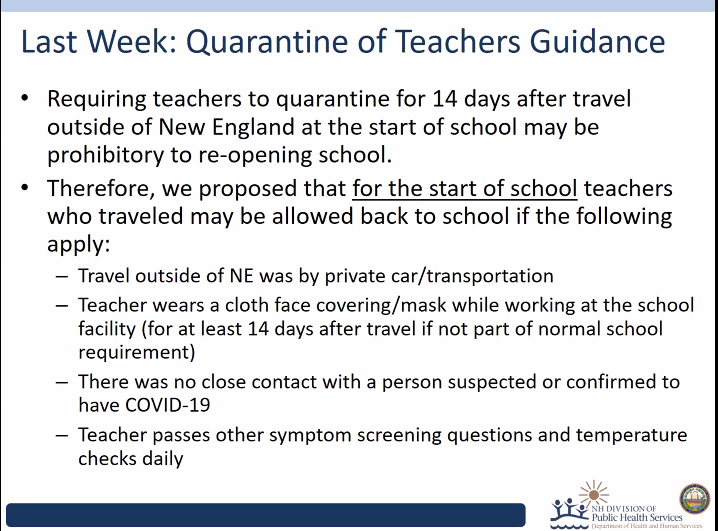 Last Week: Quarantine of Teachers Guidance
• Requiring teachers to quarantine for 14 days after travel
outside of New England at the start of school may be
prohibitory to re-opening school.
• Therefore, we proposed that for the start of school teachers
who traveled may be allowed back to school if the following
apply:
– Travel outside of NE was by private car/transportation
– Teacher wears a cloth face covering/mask while working at the school
facility (for at least 14 days after travel if not part of normal school
requirement)
– There was no close contact with a person suspected or confirmed to
have COVID-19
– Teacher passes other symptom screening questions and temperature
checks daily
NH DIVISION OF
Public Health Services
Department of Health and Human Services